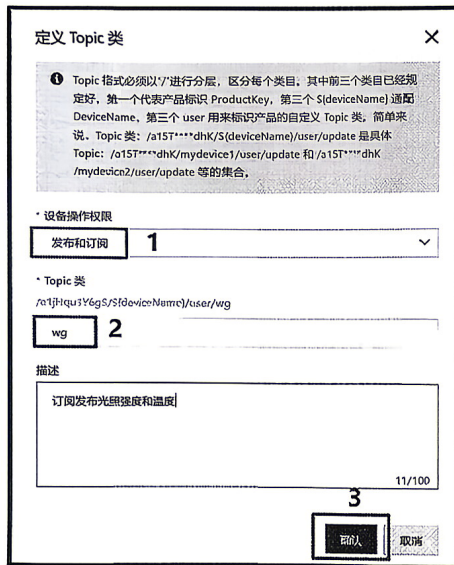 定义 Topic 类
Topic 格式必须以“/”进行分层，区分每个类目。其中前三个类目已经规
定好，第一个代表产品标识 ProductKey，第三个 ${deviceName} 通配
DeviceName，第三个 user 用来标识产品的自定义 Topic 类。简单来
说，Topic 类：/a15T****dhK/${deviceName}/user/update 是具体
Topic：/a15T****dhK/mydevice1/user/update 和 /a15T****dhK
/mydevice2/user/update 等的集合。
* 设备操作权限
发布和订阅 1
* Topic 类
/${deviceName}/user/wg
wg 2
描述
订阅发布光照强度和温度
11/100
3
确认 取消